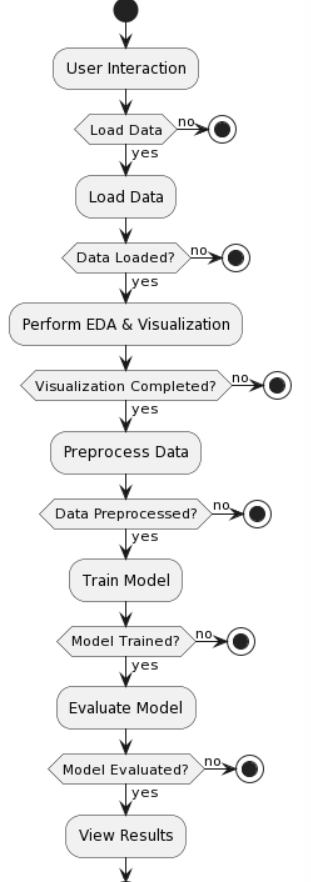 User Interaction
Load Data
no
yes
Load Data
Data Loaded?
no
yes
Perform EDA & Visualization
Visualization Completed?
no
yes
Preprocess Data
Data Preprocessed?
no
yes
Train Model
Model Trained?
no
yes
Evaluate Model
Model Evaluated?
no
yes
View Results